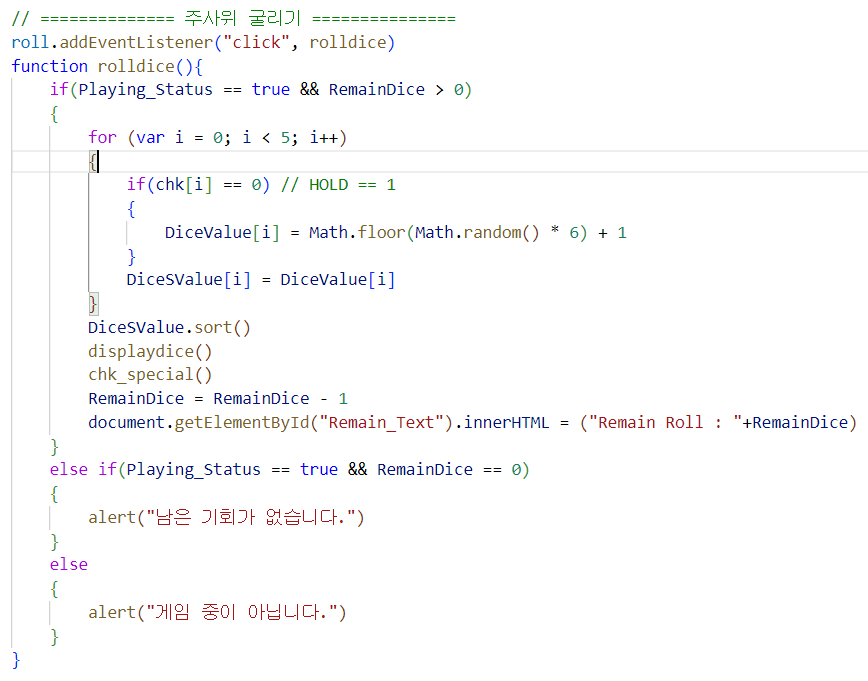 // ============== 주사위 굴리기 ===============
roll.addEventListener("click", rolldice)
function rolldice(){
    if(Playing_Status == true && RemainDice > 0)
    {
        for (var i = 0; i < 5; i++)
        {
            if(chk[i] == 0) // HOLD == 1
            {
                DiceValue[i] = Math.floor(Math.random() * 6) + 1
            }
            DiceSValue[i] = DiceValue[i]
        }
        DiceSValue.sort()
        displaydice()
        chk_special()
        RemainDice = RemainDice - 1
        document.getElementById("Remain_Text").innerHTML = ("Remain Roll : "+RemainDice)
    }
    else if(Playing_Status == true && RemainDice == 0)
    {
        alert("남은 기회가 없습니다.")
    }
    else
    {
        alert("게임 중이 아닙니다.")
    }
}